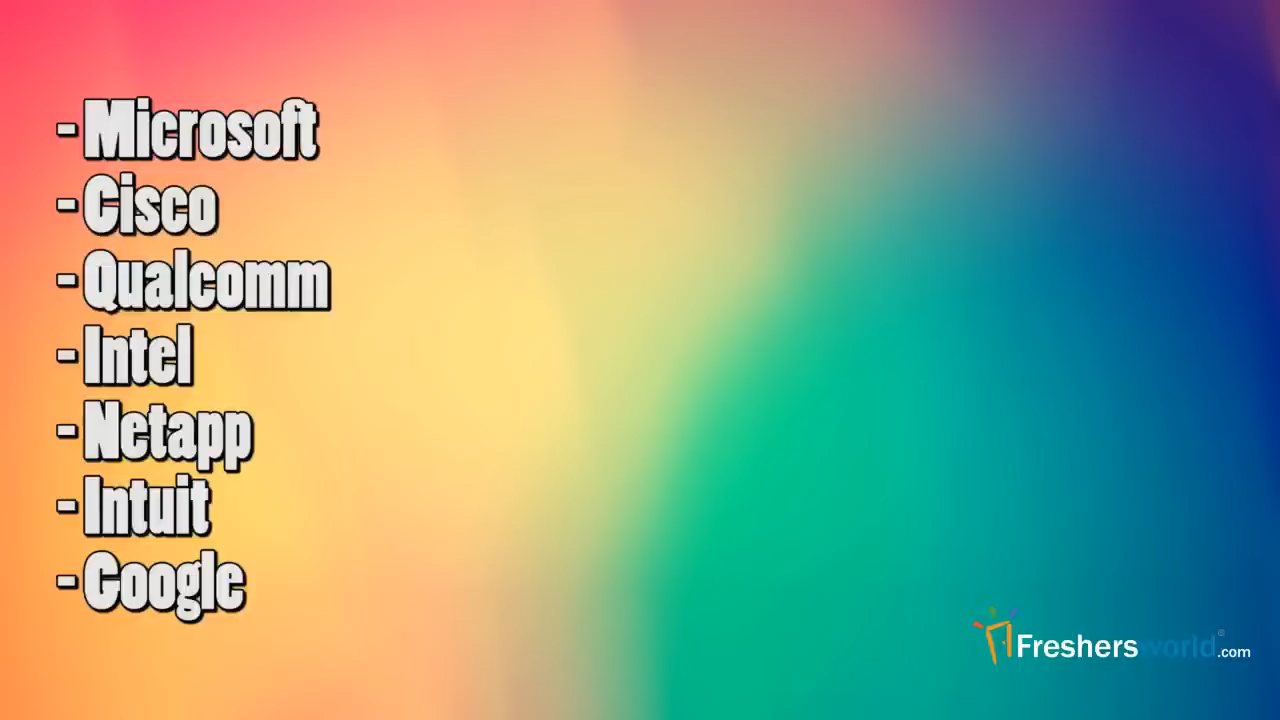 - Microsoft
- Cisco
- Qualcomm
- Intel
- Netapp
- Intuit
- Google
Freshersworld®.com